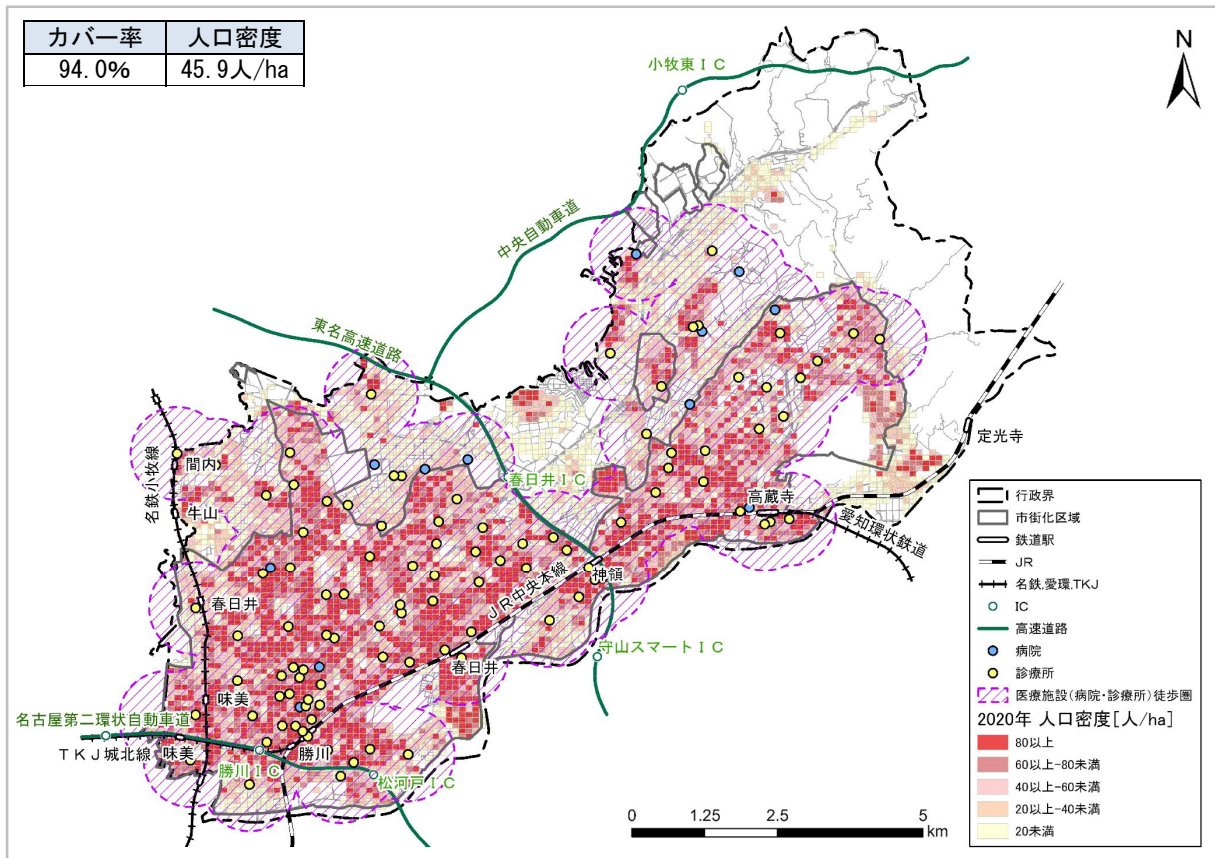 カバー率 人口密度
94.0% 45.9人/ha
N
小牧東IC
中央自動車道
東名高速道路
名鉄小牧線
間内
牛山
春日井IC
定光寺
高蔵寺
愛知環状鉄道
神領
JR中央本線
春日井
守山スマートIC
春日井
味美
名古屋第二環状自動車道
TKJ城北線
味美
勝川IC
勝川
松河戸IC
行政界
市街化区域
鉄道駅
JR
名鉄,愛環,TKJ
IC
高速道路
病院
診療所
医療施設(病院・診療所)徒歩圏
2020年 人口密度[人/ha]
80以上
60以上-80未満
40以上-60未満
20以上-40未満
20未満
0 1.25 2.5 5
km